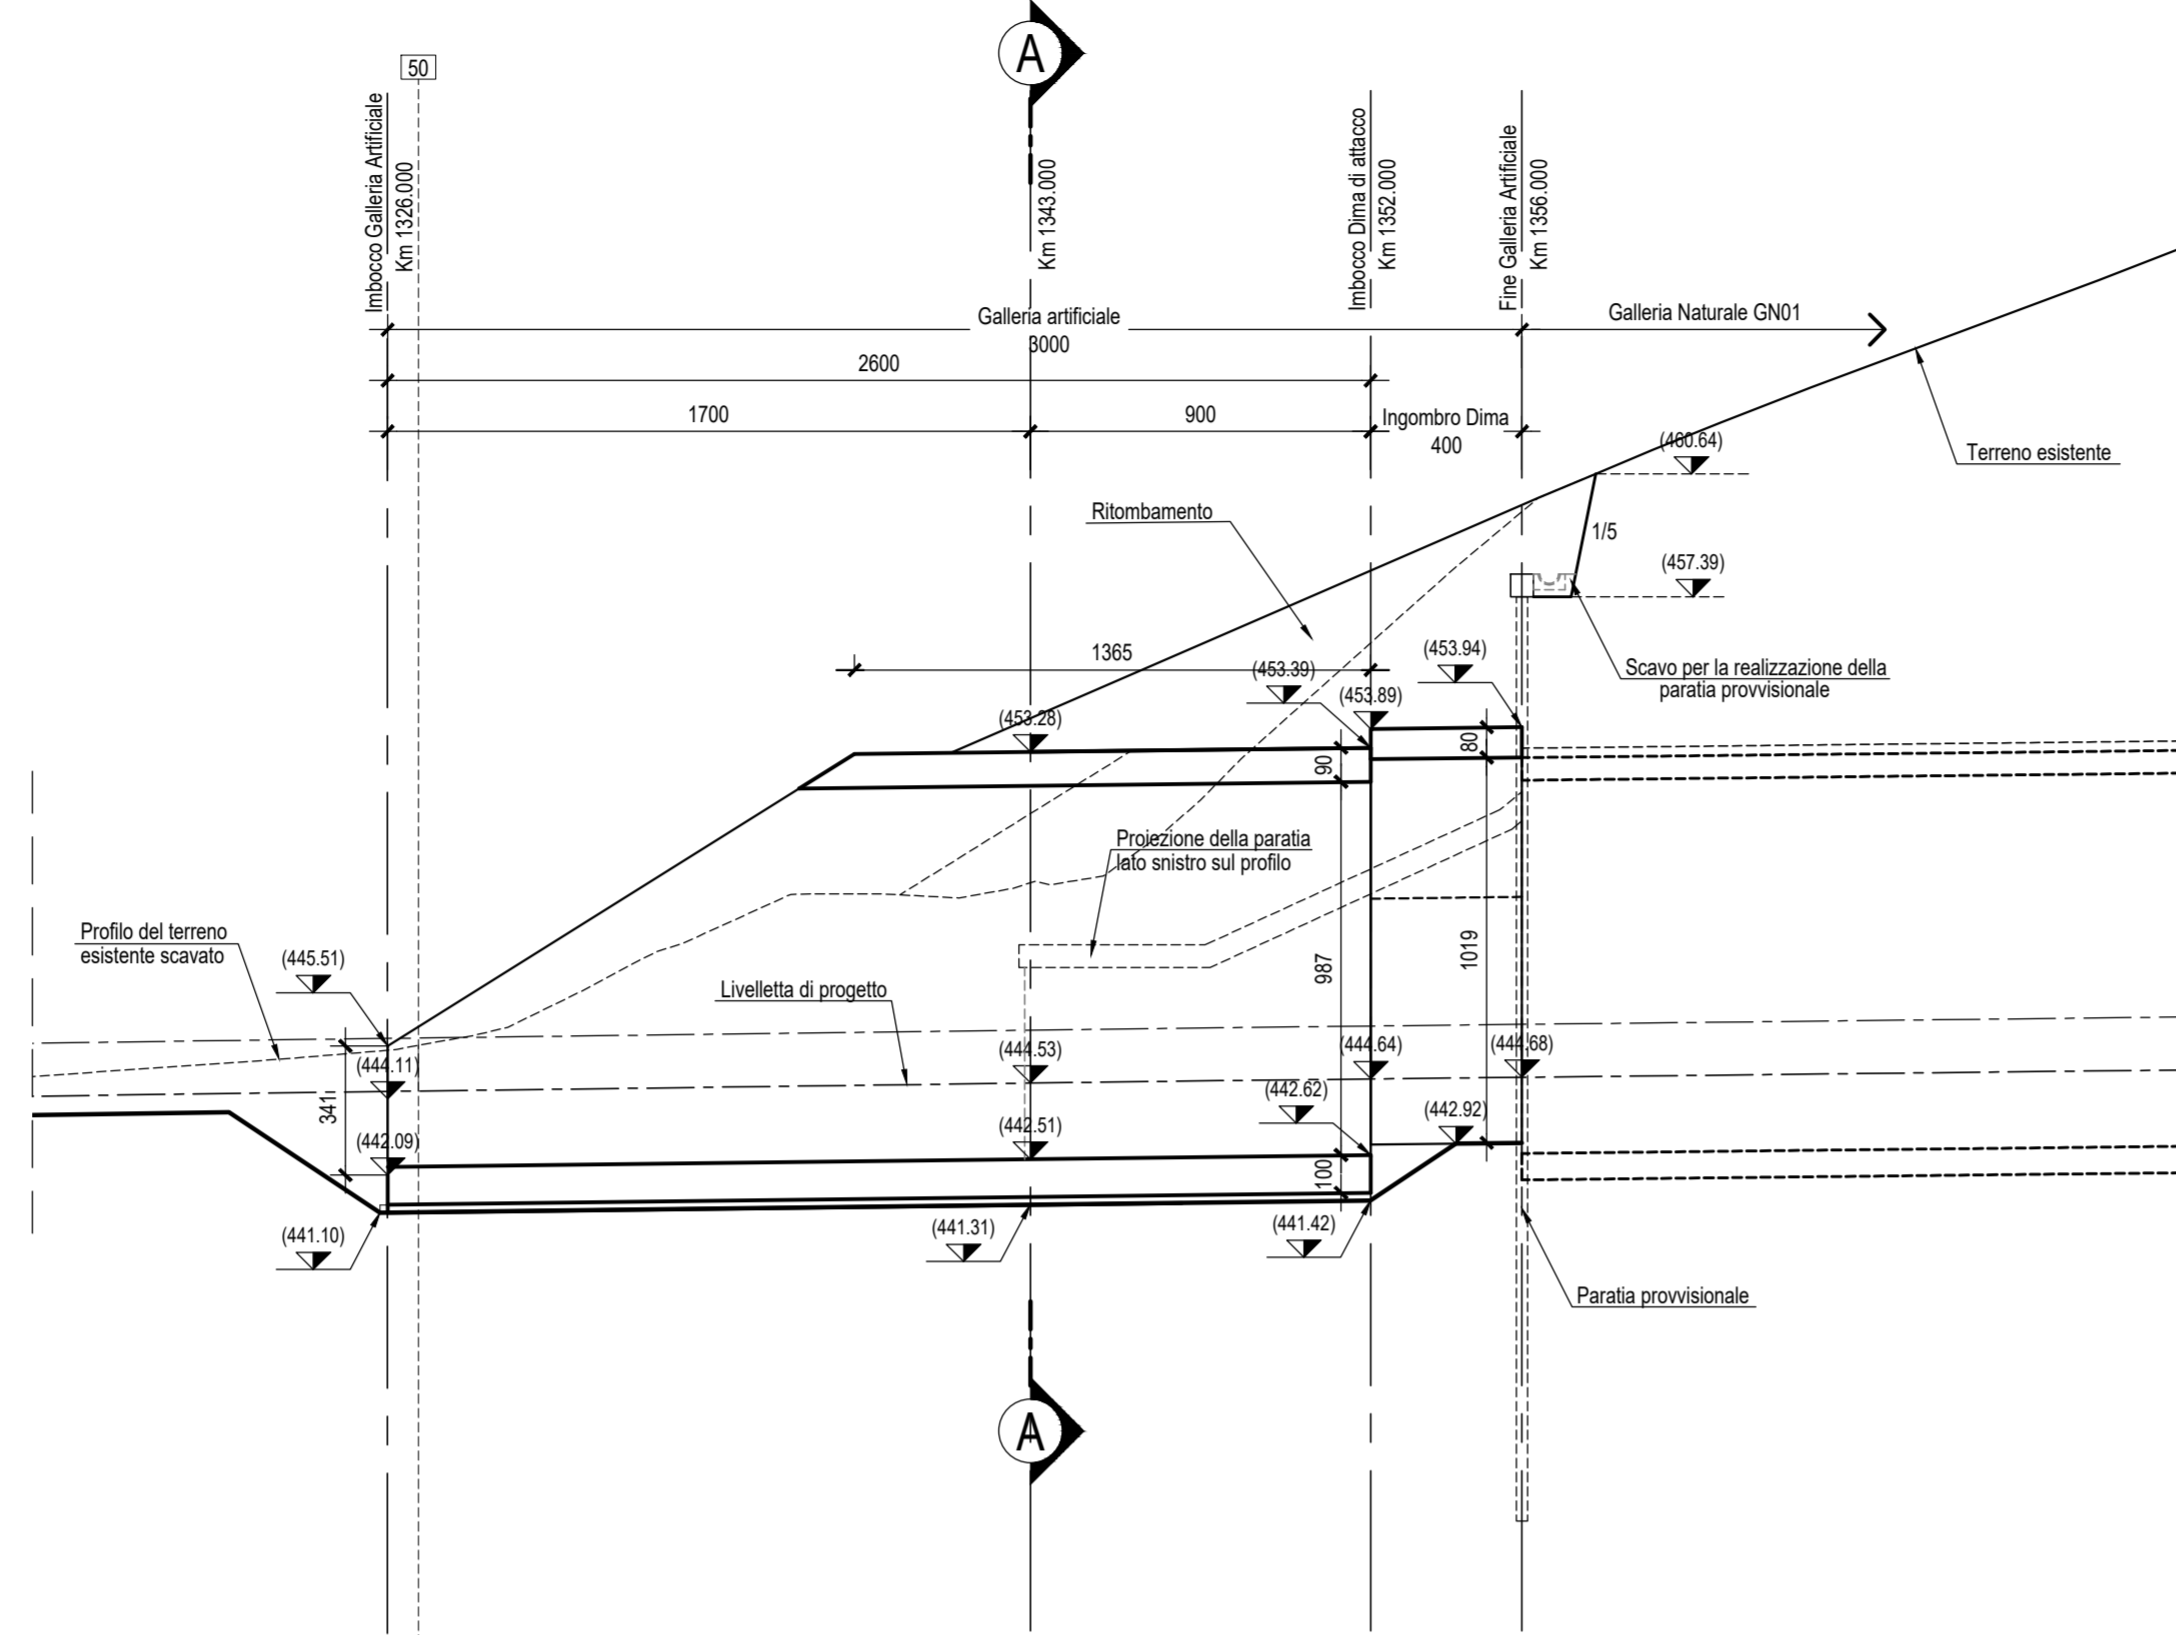 A
50
Imbocco Galleria Artificiale
Km 1326.000
Km 1343.000
Imbocco Dima di attacco
Km 1352.000
Fine Galleria Artificiale
Km 1356.000
Galleria artificiale
3000
Galleria Naturale GN01
2600
1700
900
Ingombro Dima
400
(460.64)
Terreno esistente
Ritombamento
1/5
(457.39)
1365
(453.39)
(453.94)
(453.89)
Scavo per la realizzazione della
paratia provvisionale
(453.28)
90
80
Proiezione della paratia
lato snistro sul profilo
Profilo del terreno
esistente scavato
(445.51)
Livelletta di progetto
987
1019
(444.11)
(444.53)
(444.64)
(444.68)
341
(442.62)
(442.92)
(442.09)
(442.51)
100
(441.10)
(441.31)
(441.42)
Paratia provvisionale
A